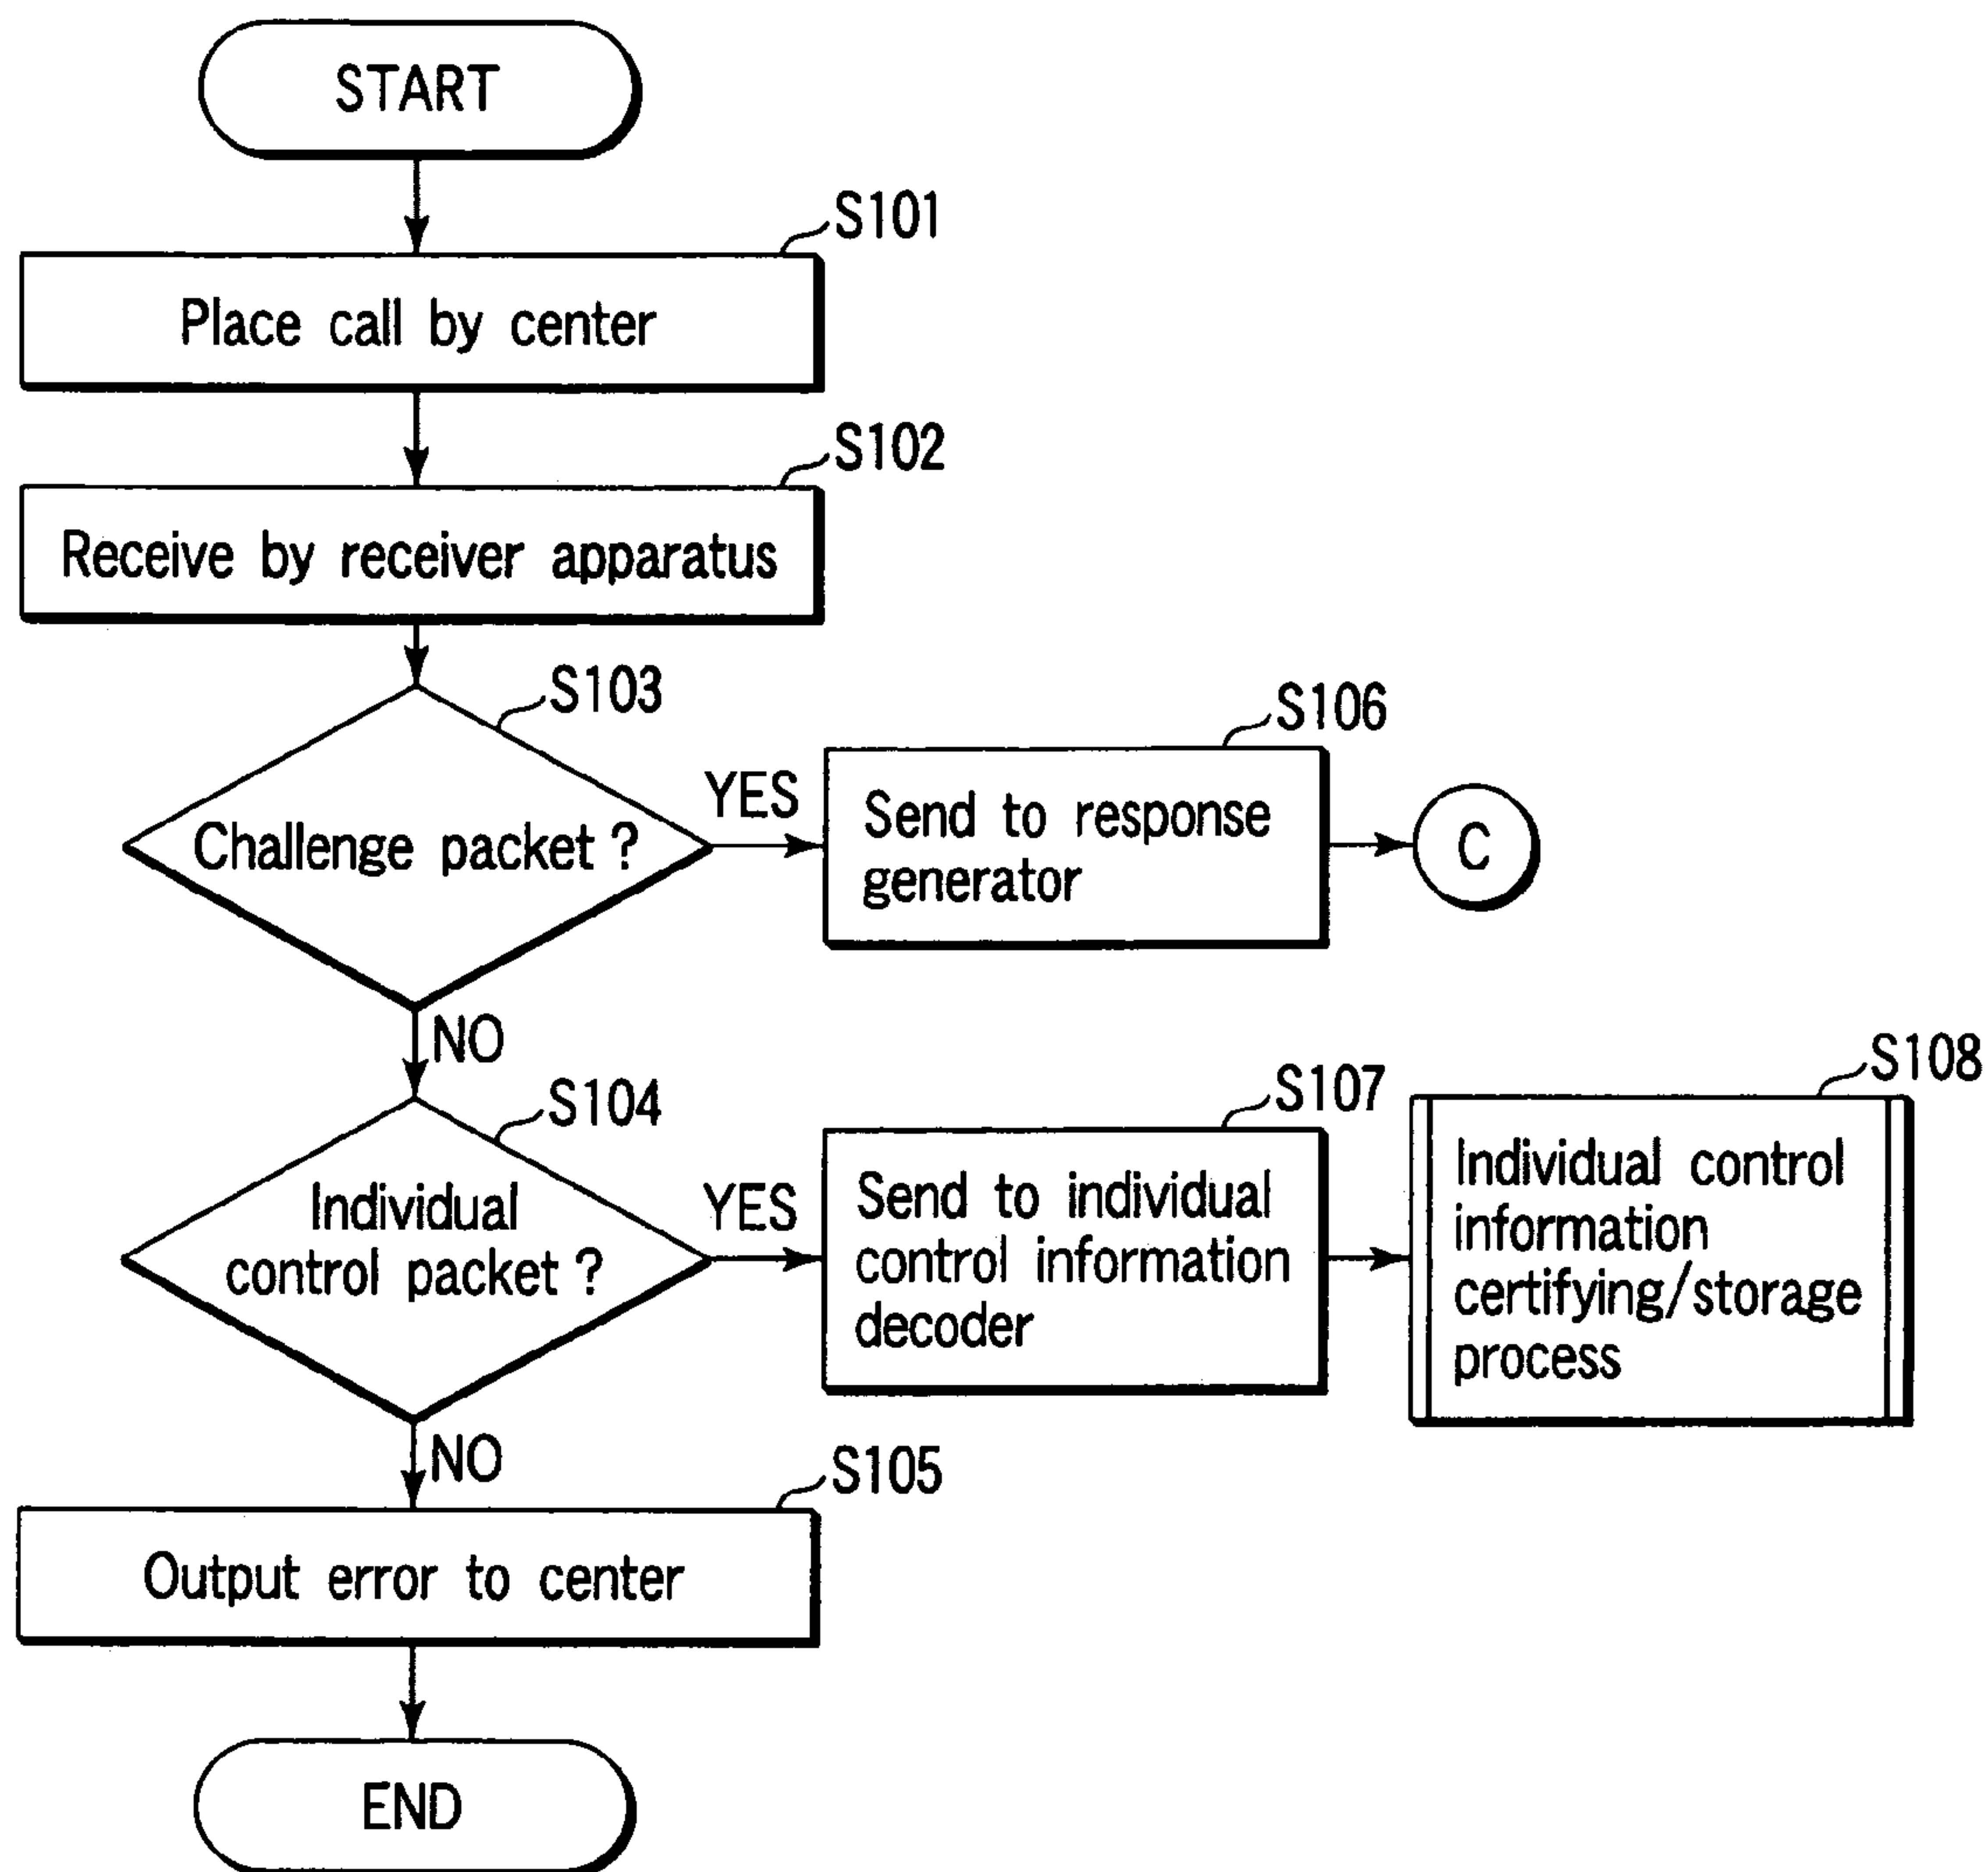 START
S101
Place call by center
S102
Receive by receiver apparatus
S103
Challenge packet ?
YES
S106
Send to response
generator
C
NO
S104
Individual
control packet ?
YES
S107
Send to individual
control information
decoder
S108
Individual control
information
certifying/storage
process
NO
S105
Output error to center
END